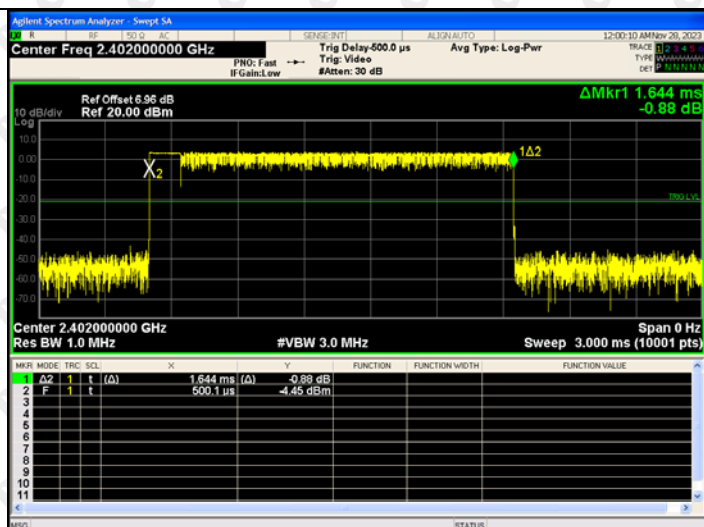 Agilent Spectrum Analyzer - Swept SA
R RF 50 Ω AC SENSE:INT ALIGN AUTO 12:00:10 AM Nov 28, 2023
Center Freq 2.402000000 GHz
PNO: Fast
IFGain:Low
Trig Delay-500.0 µs
Trig: Video
#Atten: 30 dB
Avg Type: Log-Pwr
TRACE 1 2 3 4 5 6
TYPE W
DET P N N N N N
ΔMkr1 1.644 ms
-0.88 dB
Ref Offset 6.96 dB
10 dB/div Ref 20.00 dBm
Log
10.0
0.00
-10.0
-20.0
-30.0
-40.0
-50.0
-60.0
-70.0
X2
1Δ2
TRIG LVL
Center 2.402000000 GHz Span 0 Hz
Res BW 1.0 MHz #VBW 3.0 MHz Sweep 3.000 ms (10001 pts)
MKR MODE TRC SCL X Y FUNCTION FUNCTION WIDTH FUNCTION VALUE
1 Δ2 1 t (Δ) 1.644 ms (Δ) -0.88 dB
2 F 1 t 500.1 µs -4.45 dBm
3
4
5
6
7
8
9
10
11
MSG STATUS